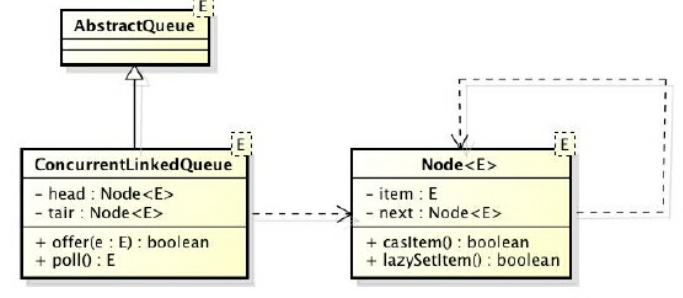 E
AbstractQueue
E
ConcurrentLinkedQueue
- head : Node<E>
- tair : Node<E>
+ offer(e : E) : boolean
+ poll() : E
E
Node<E>
- item : E
- next : Node<E>
+ casItem() : boolean
+ lazySetItem() : boolean